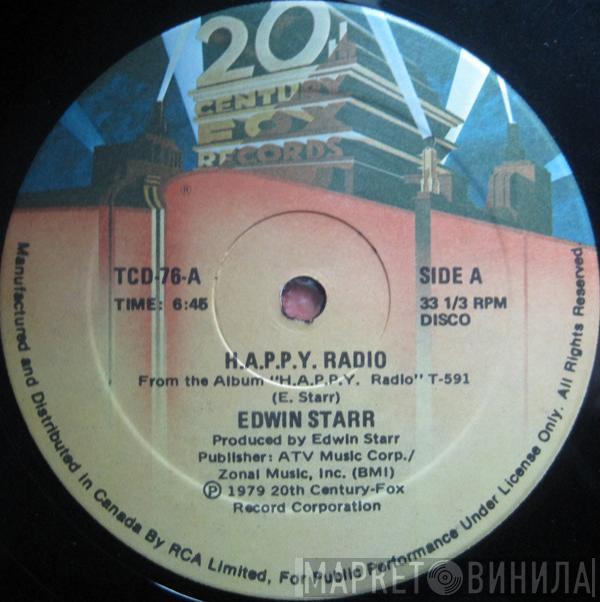 20th
CENTURY
FOX
RECORDS
®
TCD-76-A
SIDE A
TIME: 6:45
33 1/3 RPM
DISCO
H.A.P.P.Y. RADIO
From the Album "H.A.P.P.Y. Radio" T-591
(E. Starr)
EDWIN STARR
Produced by Edwin Starr
Publisher: ATV Music Corp./
Zonal Music, Inc. (BMI)
Ⓟ 1979 20th Century-Fox
Record Corporation
Manufactured and Distributed in Canada By RCA Limited, For Public Performance Under License Only. All Rights Reserved.
МАРКЕТ ВИНИЛА